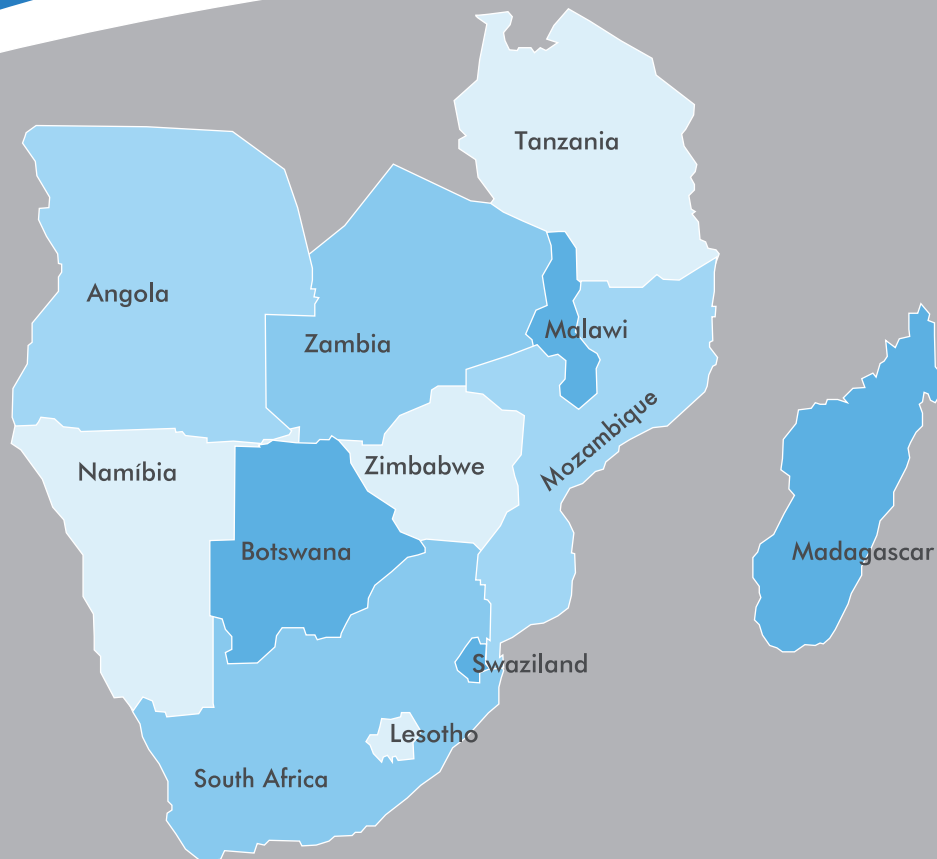 Tanzania
Angola
Malawi
Zambia
Mozambique
Zimbabwe
Namíbia
Botswana
Madagascar
Swaziland
Lesotho
South Africa